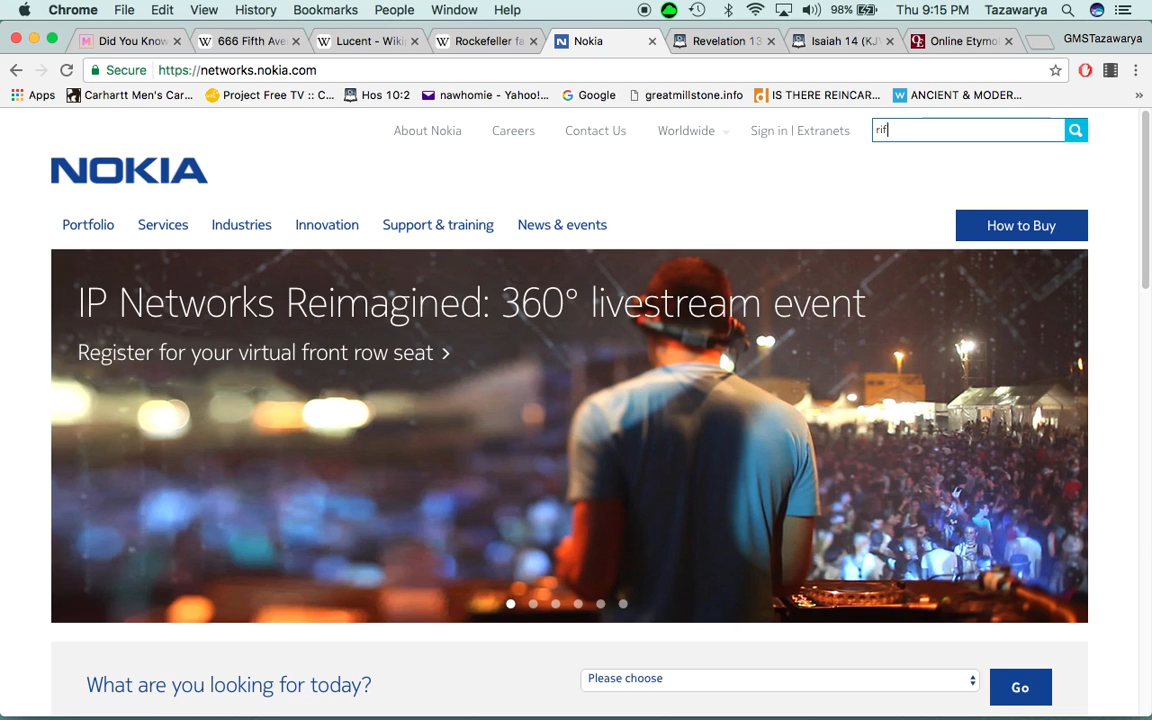 Chrome File Edit View History Bookmarks People Window Help 98% Thu 9:15 PM Tazawarya
Did You Know 666 Fifth Ave Lucent - Wiki Rockefeller fa Nokia Revelation 13 Isaiah 14 (KJV Online Etymo GMSTazawarya
Secure https://networks.nokia.com
Apps Carhartt Men's Car... Project Free TV :: C... Hos 10:2 nawhomie - Yahoo!... Google greatmillstone.info IS THERE REINCAR... ANCIENT & MODER... »
About Nokia Careers Contact Us Worldwide Sign in | Extranets rif
NOKIA
Portfolio Services Industries Innovation Support & training News & events How to Buy
IP Networks Reimagined: 360° livestream event
Register for your virtual front row seat >
What are you looking for today? Please choose Go